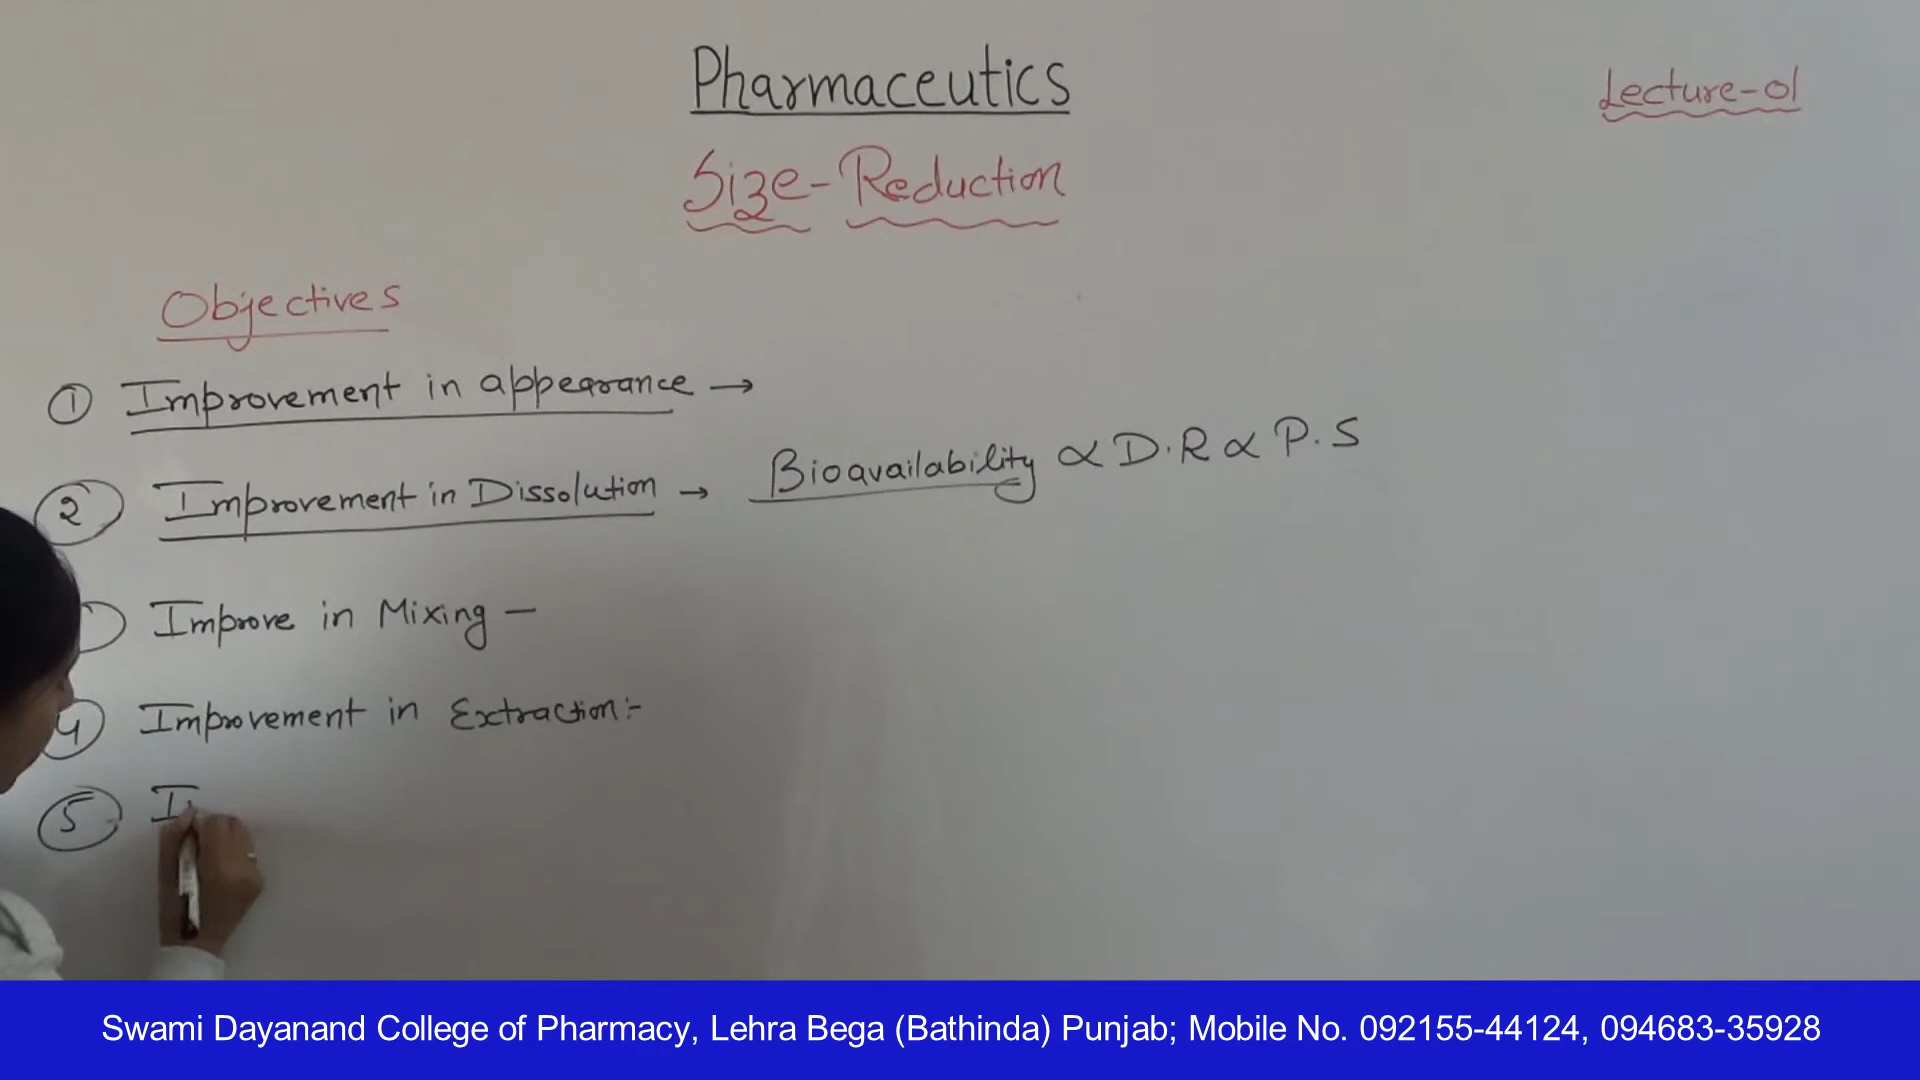 Pharmaceutics
Lecture-01
Size-Reduction
Objectives
① Improvement in appearance →
② Improvement in Dissolution → Bioavailability ∝ D.R ∝ P.S
Improve in Mixing -
④ Improvement in Extraction:-
⑤ I
Swami Dayanand College of Pharmacy, Lehra Bega (Bathinda) Punjab; Mobile No. 092155-44124, 094683-35928